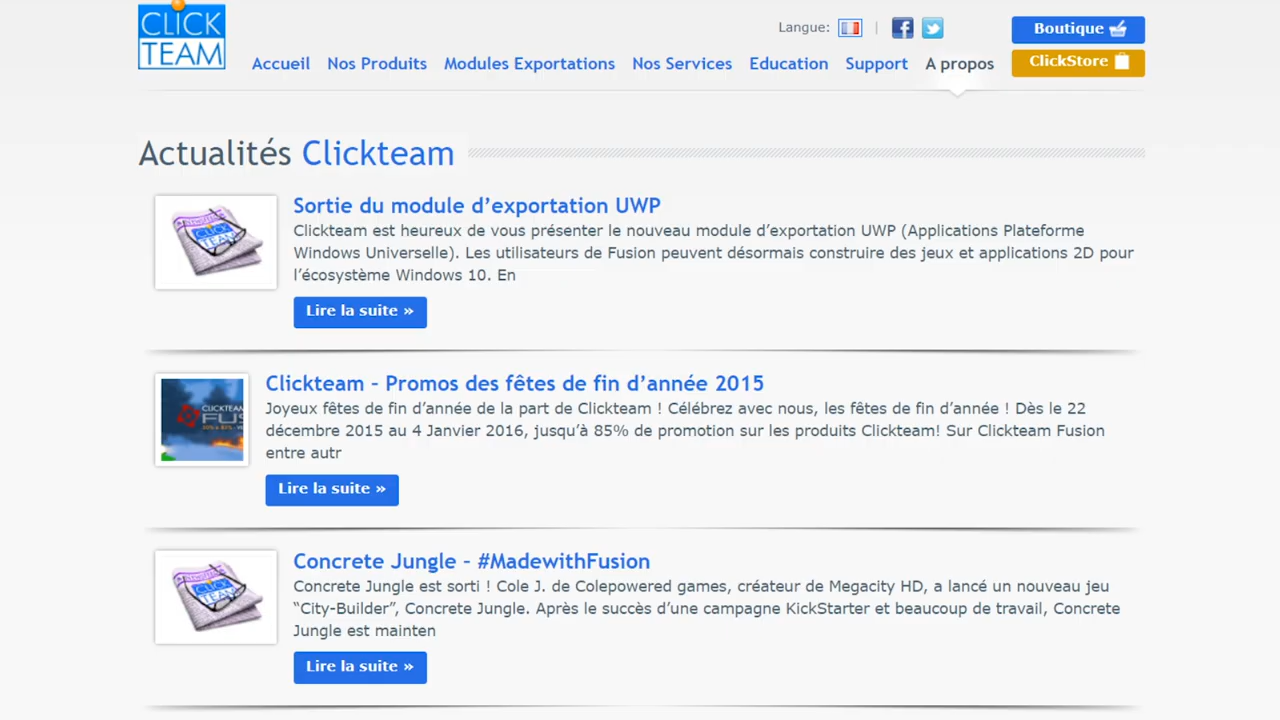 CLICK
TEAM
Langue: |
Boutique
ClickStore
Accueil Nos Produits Modules Exportations Nos Services Education Support A propos
Actualités Clickteam
Sortie du module d’exportation UWP
Clickteam est heureux de vous présenter le nouveau module d’exportation UWP (Applications Plateforme
Windows Universelle). Les utilisateurs de Fusion peuvent désormais construire des jeux et applications 2D pour
l’écosystème Windows 10. En
Lire la suite »
Clickteam – Promos des fêtes de fin d’année 2015
Joyeux fêtes de fin d’année de la part de Clickteam ! Célébrez avec nous, les fêtes de fin d’année ! Dès le 22
décembre 2015 au 4 Janvier 2016, jusqu’à 85% de promotion sur les produits Clickteam! Sur Clickteam Fusion
entre autr
Lire la suite »
Concrete Jungle – #MadewithFusion
Concrete Jungle est sorti ! Cole J. de Colepowered games, créateur de Megacity HD, a lancé un nouveau jeu
“City-Builder”, Concrete Jungle. Après le succès d’une campagne KickStarter et beaucoup de travail, Concrete
Jungle est mainten
Lire la suite »